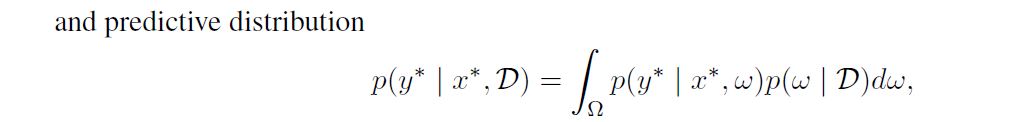 and predictive distribution
p(y* | x*, 𝒟) = ∫_Ω p(y* | x*, ω)p(ω | 𝒟)dω,